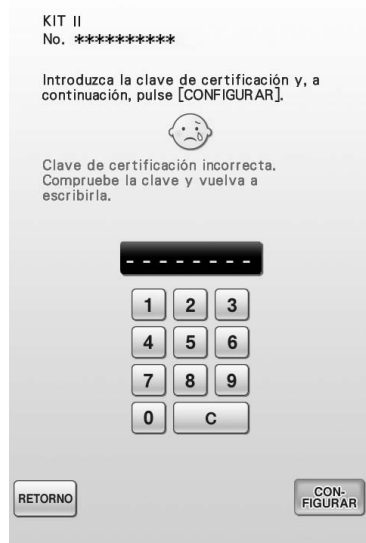 KIT II
No. **********
Introduzca la clave de certificación y, a
continuación, pulse [CONFIGURAR].
Clave de certificación incorrecta.
Compruebe la clave y vuelva a
escribirla.
- - - - - - - -
1 2 3
4 5 6
7 8 9
0 C
RETORNO
CON-
FIGURAR